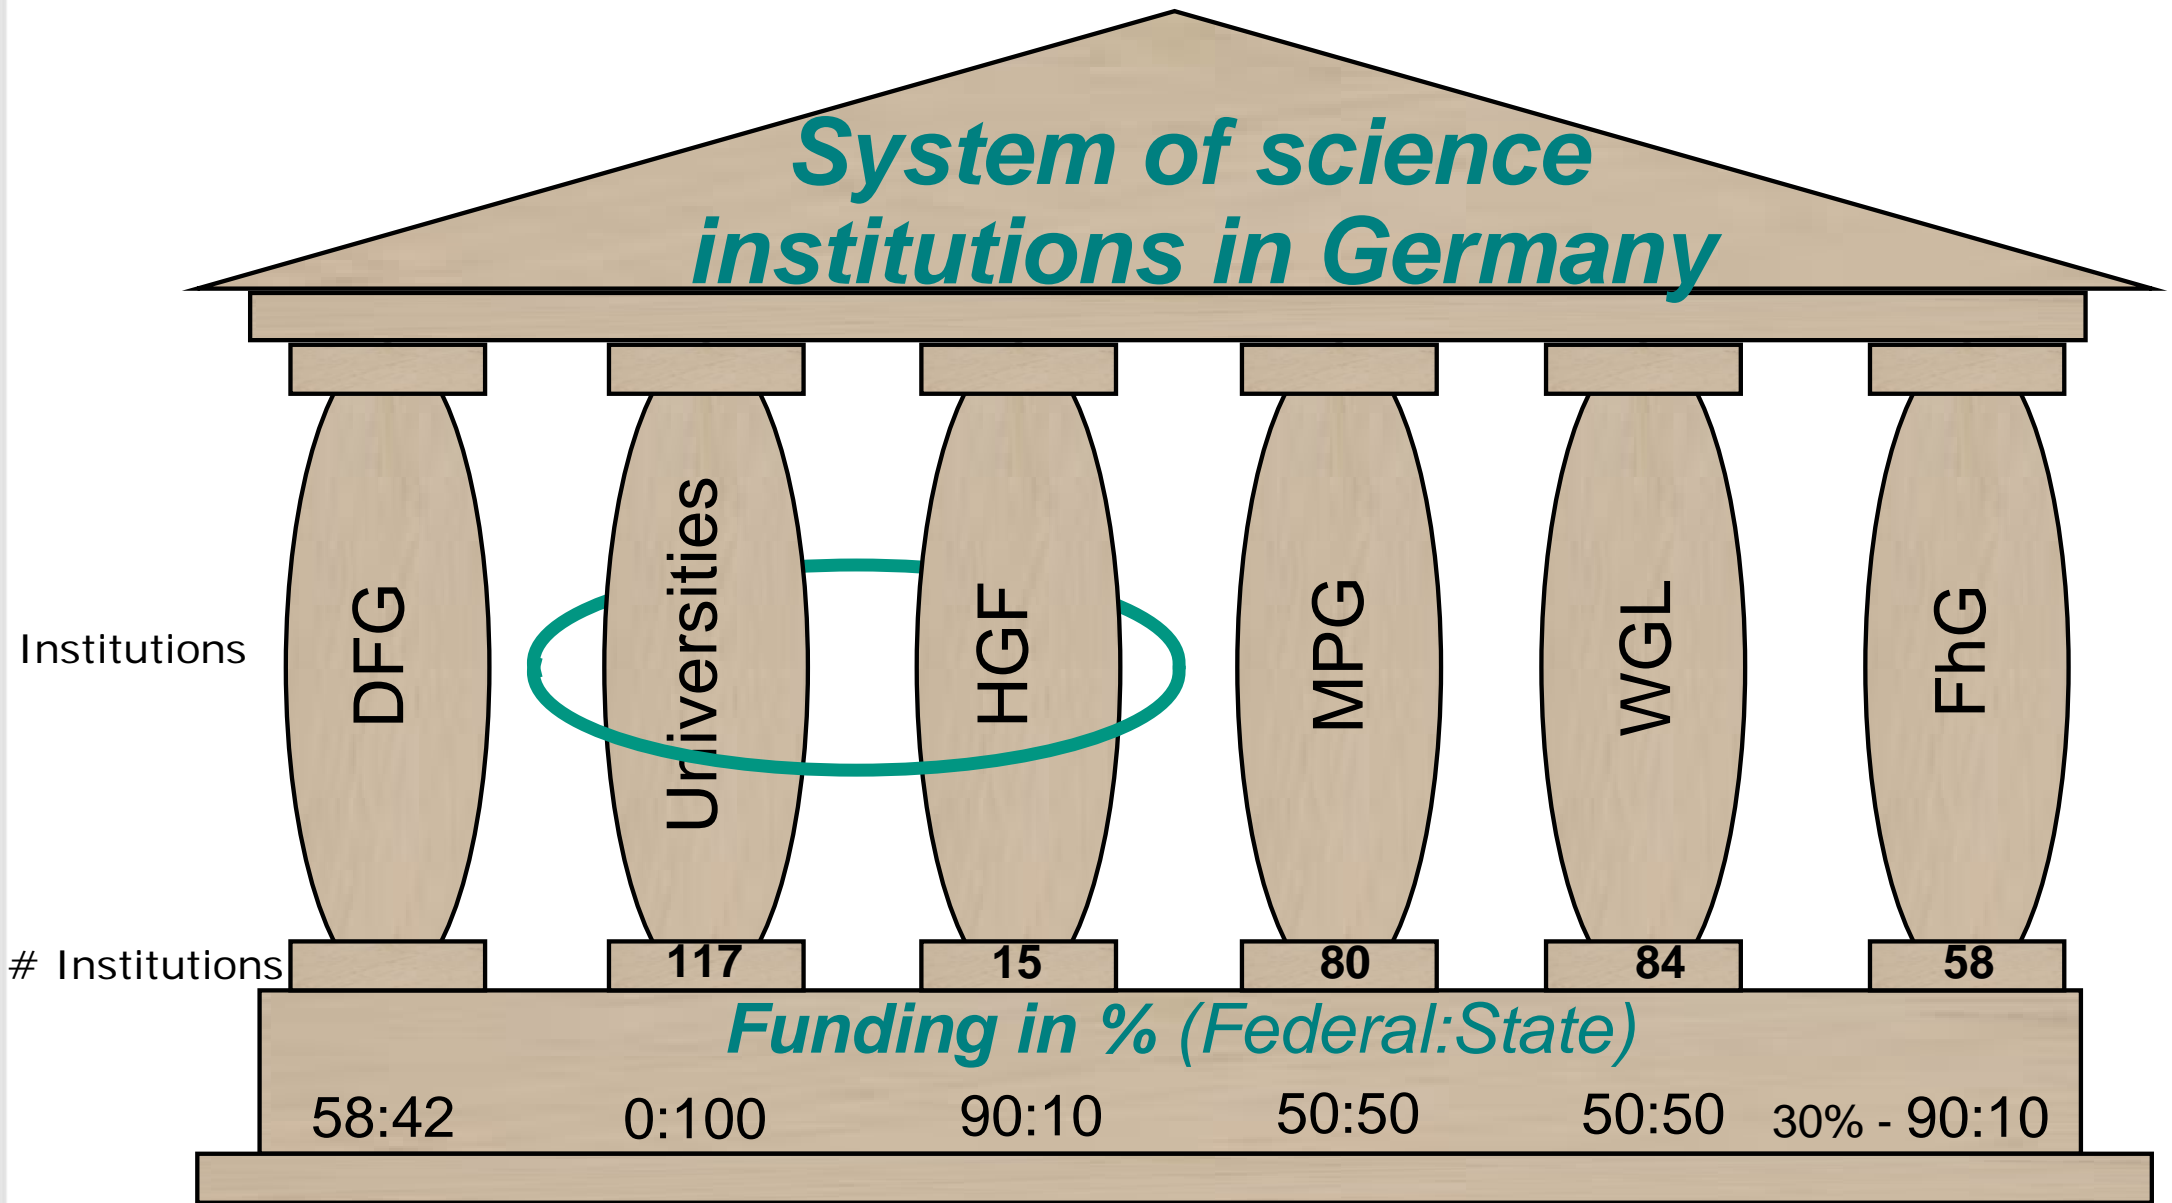 System of science
institutions in Germany
Institutions
DFG
Universities
HGF
MPG
WGL
FhG
# Institutions
117
15
80
84
58
Funding in % (Federal:State)
58:42
0:100
90:10
50:50
50:50
30% - 90:10